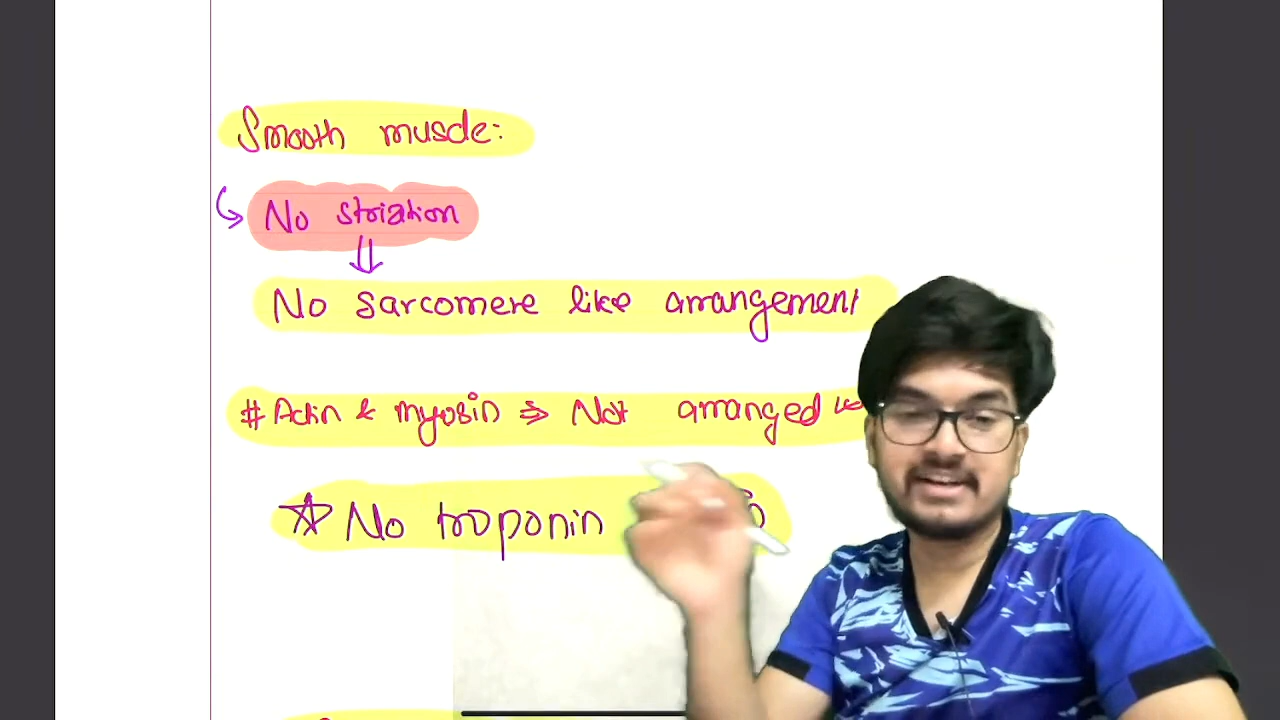 Smooth muscle:
No striation
No sarcomere like arrangement
# Actin & myosin ⇒ Not arranged
☆ No troponin